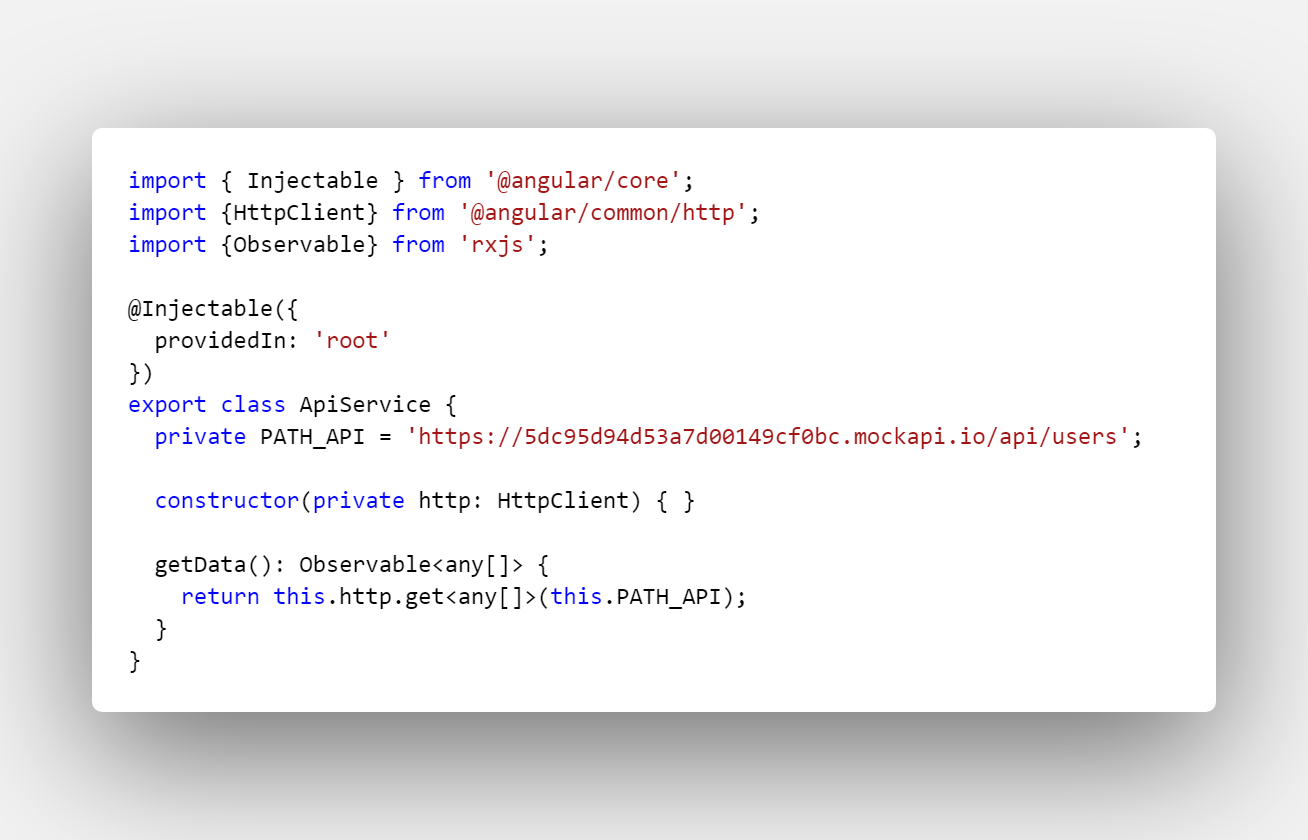 import { Injectable } from '@angular/core';
import {HttpClient} from '@angular/common/http';
import {Observable} from 'rxjs';

@Injectable({
  providedIn: 'root'
})
export class ApiService {
  private PATH_API = 'https://5dc95d94d53a7d00149cf0bc.mockapi.io/api/users';

  constructor(private http: HttpClient) { }

  getData(): Observable<any[]> {
    return this.http.get<any[]>(this.PATH_API);
  }
}